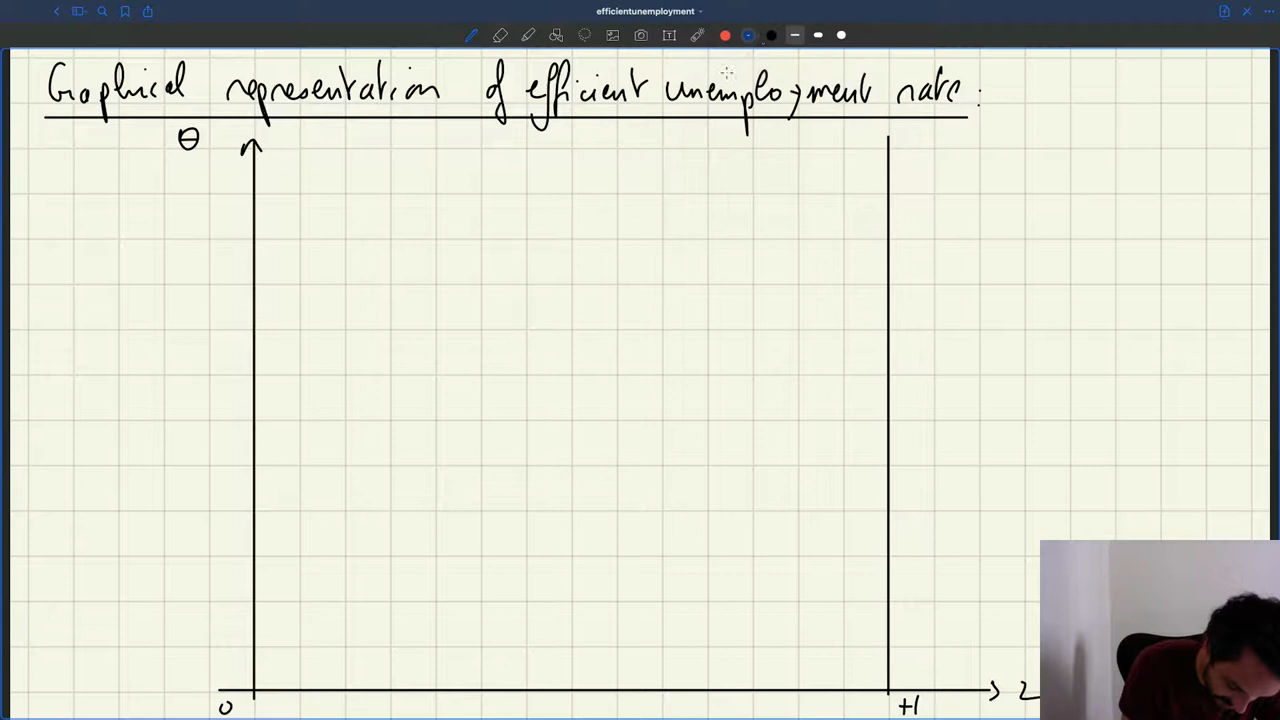 efficientunemployment
Graphical representation of efficient unemployment rate:
θ
0 +1